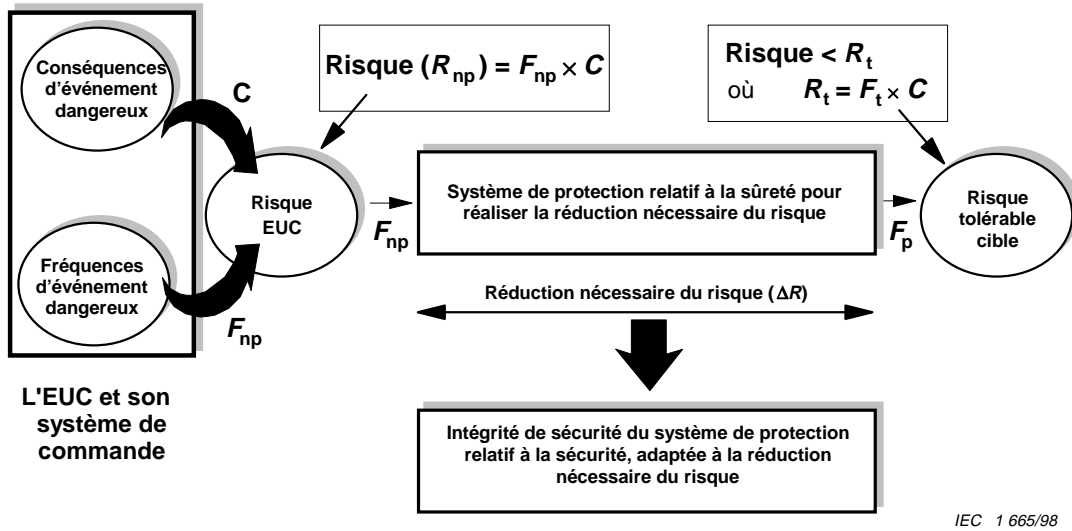 Conséquences
d'événement
dangereux
C
Risque (Rnp) = Fnp × C
Risque < Rt
où Rt = Ft × C
Risque
EUC
Fnp
Système de protection relatif à la sûreté pour
réaliser la réduction nécessaire du risque
Fp
Risque
tolérable
cible
Fréquences
d'événement
dangereux
Fnp
Réduction nécessaire du risque (ΔR)
L'EUC et son
système de
commande
Intégrité de sécurité du système de protection
relatif à la sécurité, adaptée à la réduction
nécessaire du risque
IEC 1 665/98